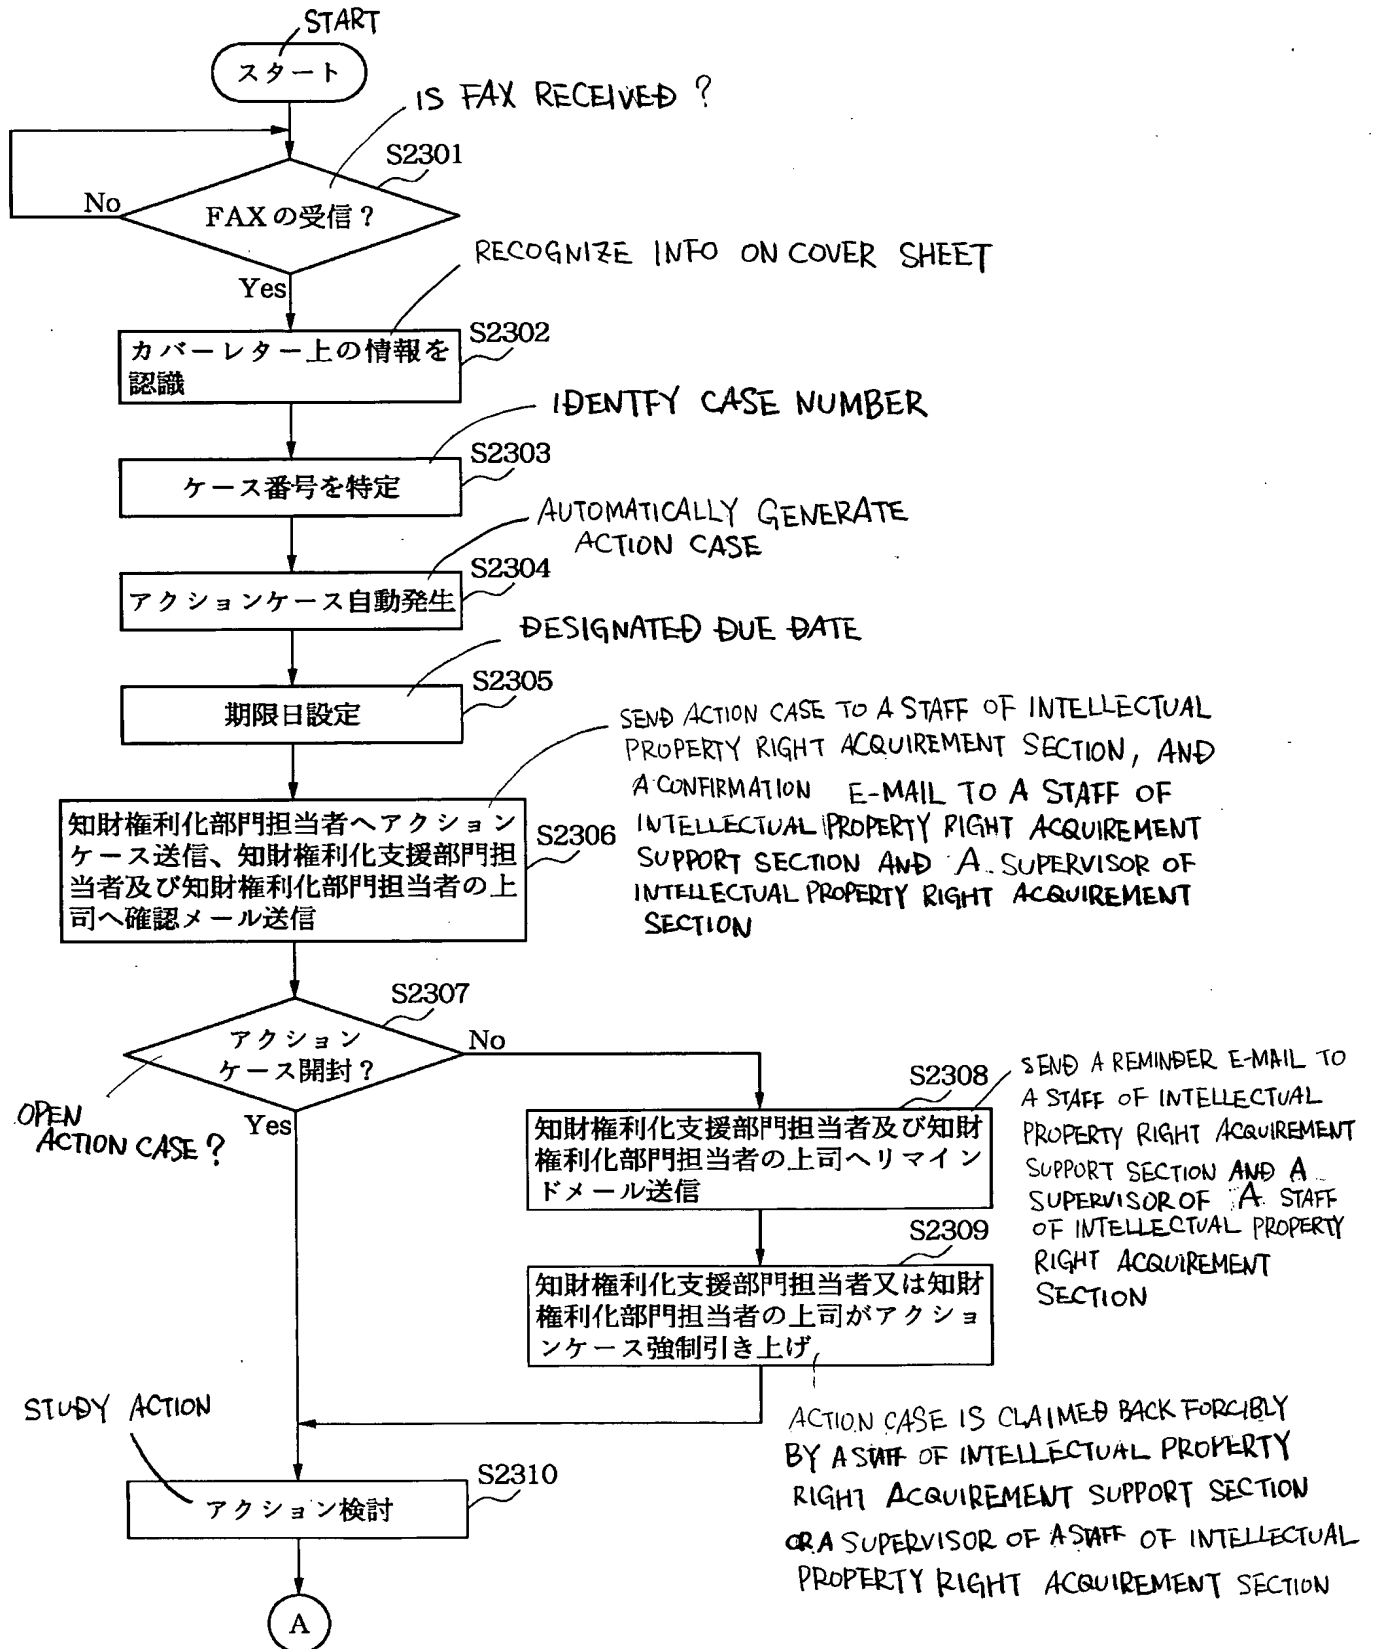 START
スタート
IS FAX RECEIVED ?
S2301
No
FAXの受信？
RECOGNIZE INFO ON COVER SHEET
Yes
S2302
カバーレター上の情報を
認識
IDENTFY CASE NUMBER
S2303
ケース番号を特定
AUTOMATICALLY GENERATE
ACTION CASE
S2304
アクションケース自動発生
DESIGNATED DUE DATE
S2305
期限日設定
SEND ACTION CASE TO A STAFF OF INTELLECTUAL
PROPERTY RIGHT ACQUIREMENT SECTION, AND
A CONFIRMATION E-MAIL TO A STAFF OF
INTELLECTUAL PROPERTY RIGHT ACQUIREMENT
SUPPORT SECTION AND A SUPERVISOR OF
INTELLECTUAL PROPERTY RIGHT ACQUIREMENT
SECTION
S2306
知財権利化部門担当者へアクション
ケース送信、知財権利化支援部門担
当者及び知財権利化部門担当者の上
司へ確認メール送信
S2307
アクション
ケース開封？
No
OPEN
ACTION CASE ?
Yes
S2308
知財権利化支援部門担当者及び知財
権利化部門担当者の上司へリマイン
ドメール送信
SEND A REMINDER E-MAIL TO
A STAFF OF INTELLECTUAL
PROPERTY RIGHT ACQUIREMENT
SUPPORT SECTION AND A
SUPERVISOR OF A STAFF
OF INTELLECTUAL PROPERTY
RIGHT ACQUIREMENT
SECTION
S2309
知財権利化支援部門担当者又は知財
権利化部門担当者の上司がアクショ
ンケース強制引き上げ
ACTION CASE IS CLAIMED BACK FORCIBLY
BY A STAFF OF INTELLECTUAL PROPERTY
RIGHT ACQUIREMENT SUPPORT SECTION
OR A SUPERVISOR OF A STAFF OF INTELLECTUAL
PROPERTY RIGHT ACQUIREMENT SECTION
STUDY ACTION
S2310
アクション検討
A